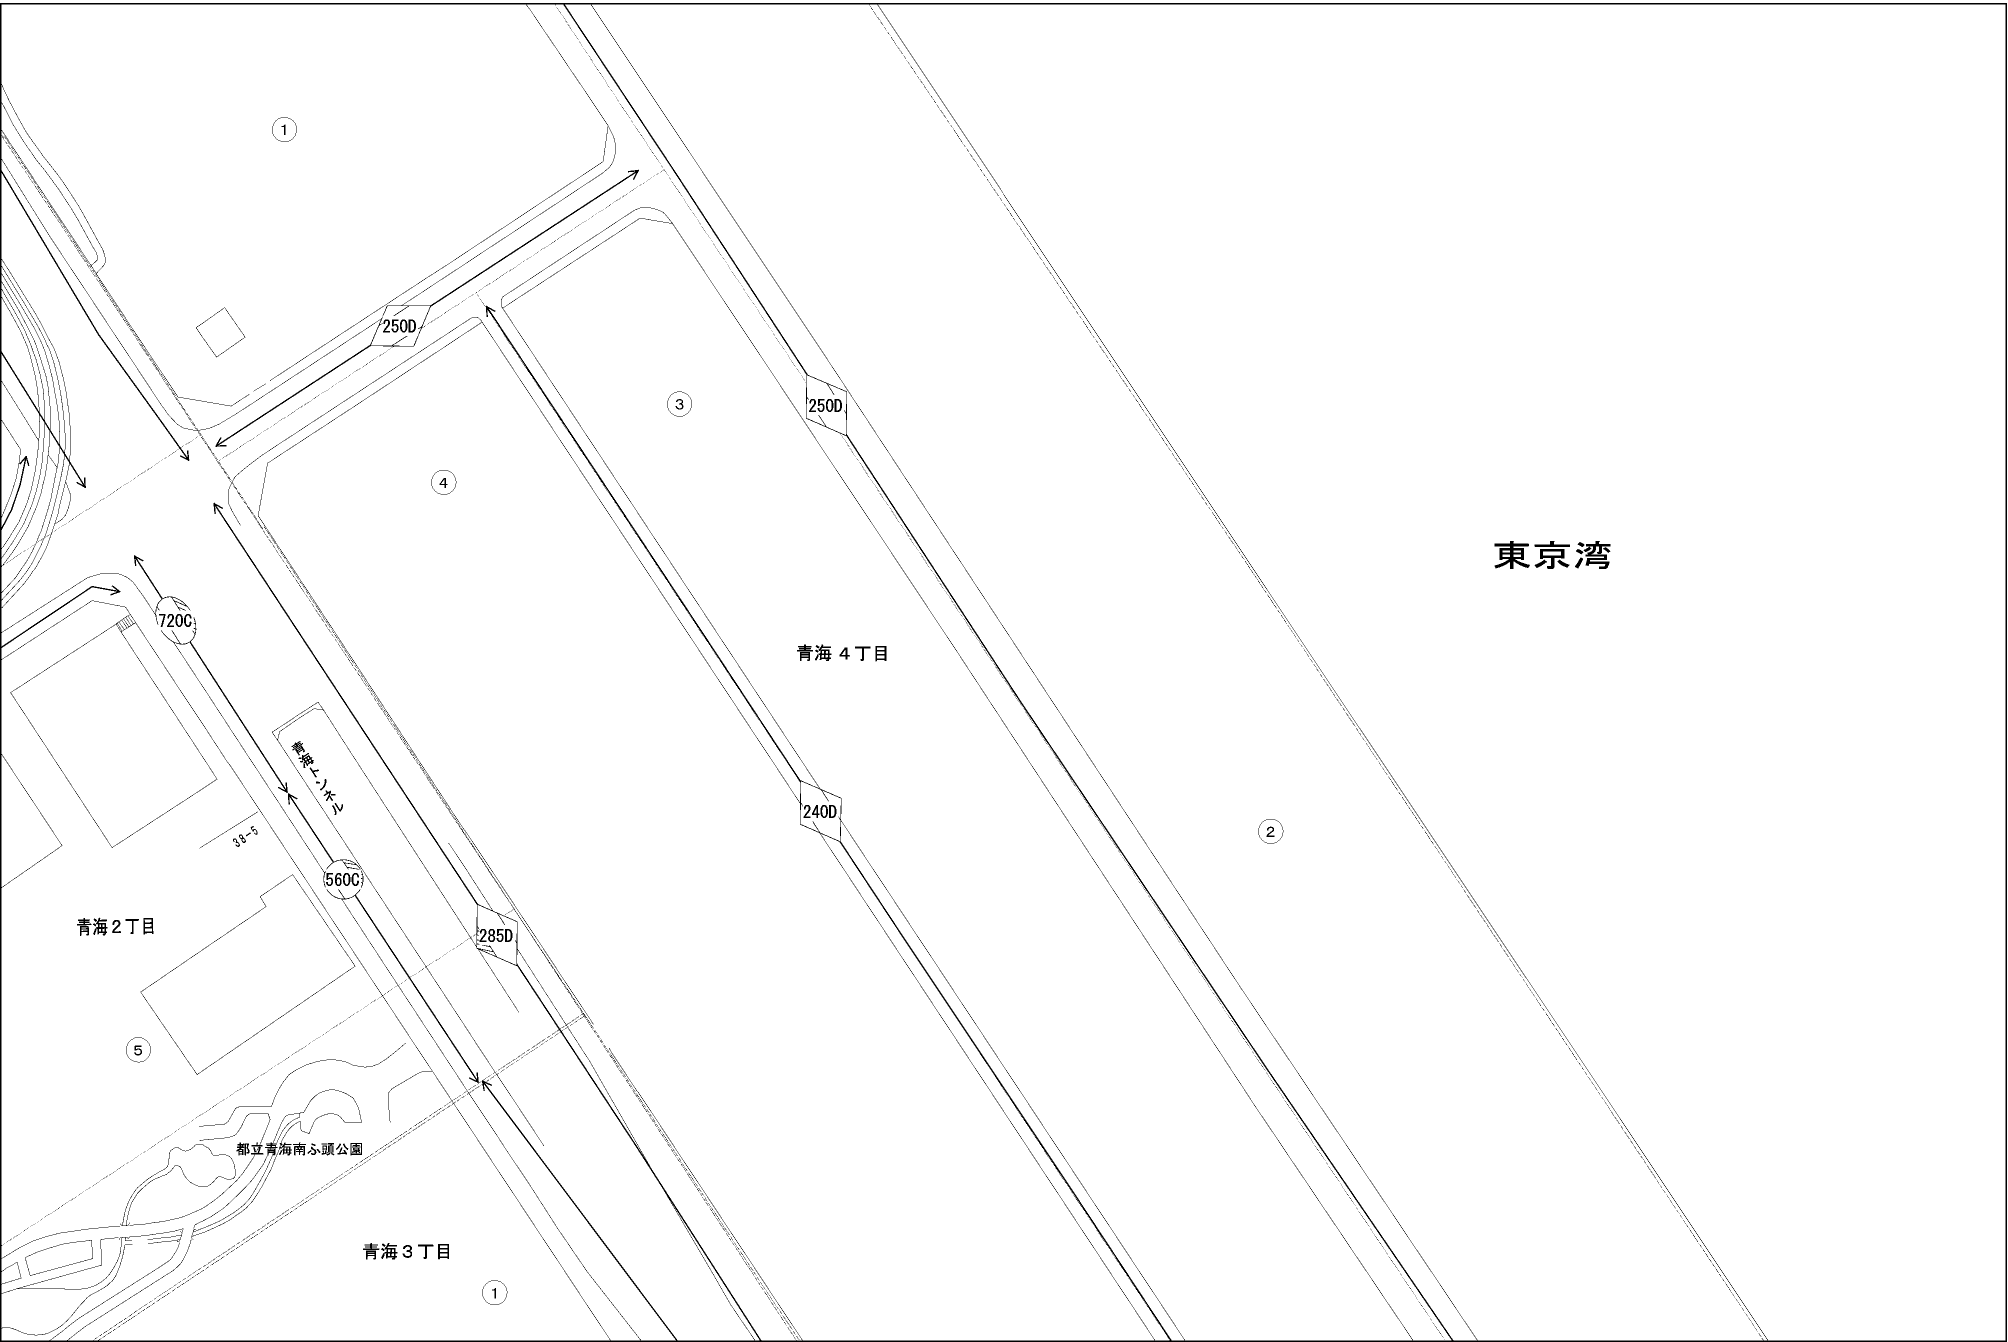 ①
250D
250D
③
④
東京湾
720C
青海4丁目
青海トンネル
240D
38-6
②
560C
青海2丁目
285D
⑤
都立青海南ふ頭公園
青海3丁目
①